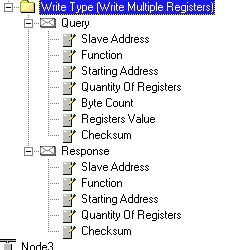 Write Type (Write Multiple Registers)
Query
Slave Address
Function
Starting Address
Quantity Of Registers
Byte Count
Registers Value
Checksum
Response
Slave Address
Function
Starting Address
Quantity Of Registers
Checksum
Node3